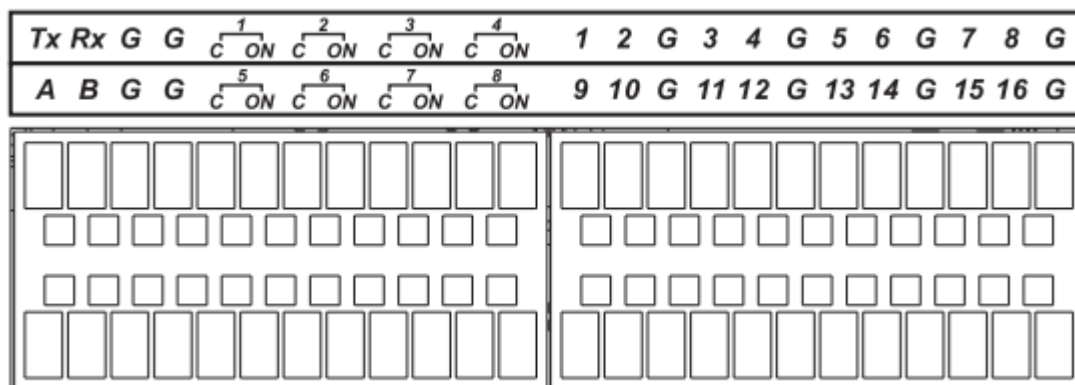 1 2 3 4
Tx Rx G G C ON C ON C ON C ON 1 2 G 3 4 G 5 6 G 7 8 G
5 6 7 8
A B G G C ON C ON C ON C ON 9 10 G 11 12 G 13 14 G 15 16 G